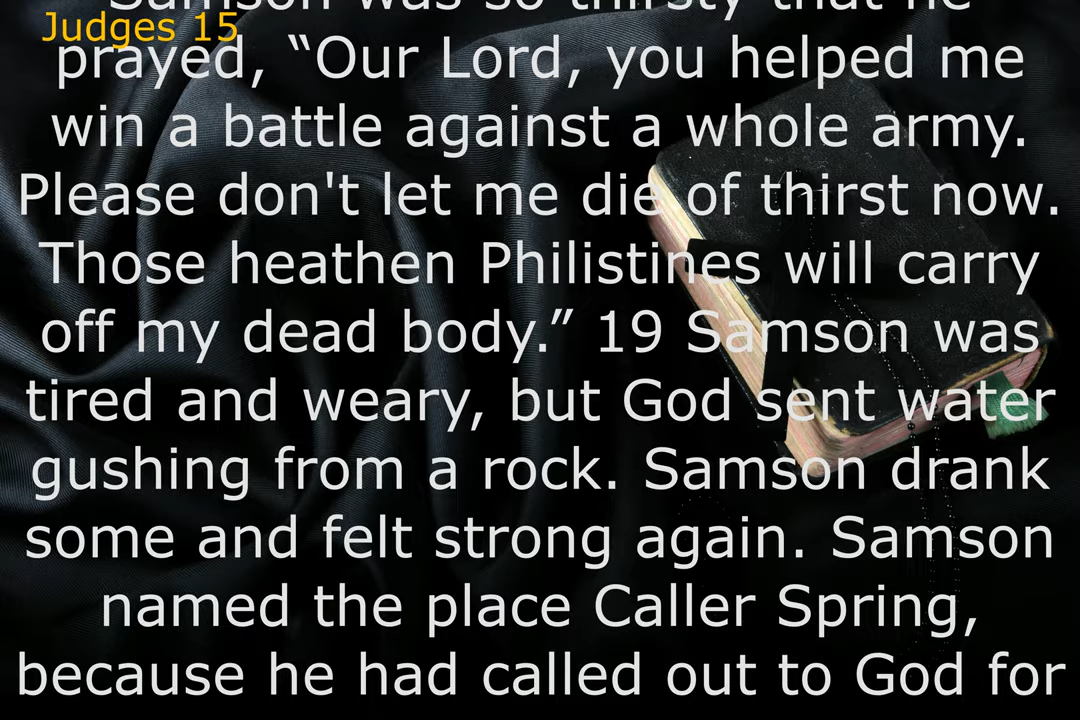 Samson was so thirsty that he
Judges 15
prayed, “Our Lord, you helped me
win a battle against a whole army.
Please don't let me die of thirst now.
Those heathen Philistines will carry
off my dead body.” 19 Samson was
tired and weary, but God sent water
gushing from a rock. Samson drank
some and felt strong again. Samson
named the place Caller Spring,
because he had called out to God for